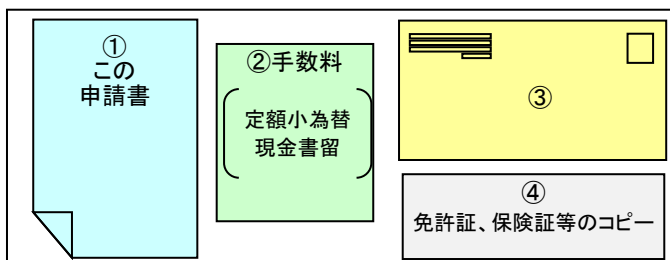 ①
この
申請書
②手数料
定額小為替
現金書留
③
④
免許証、保険証等のコピー